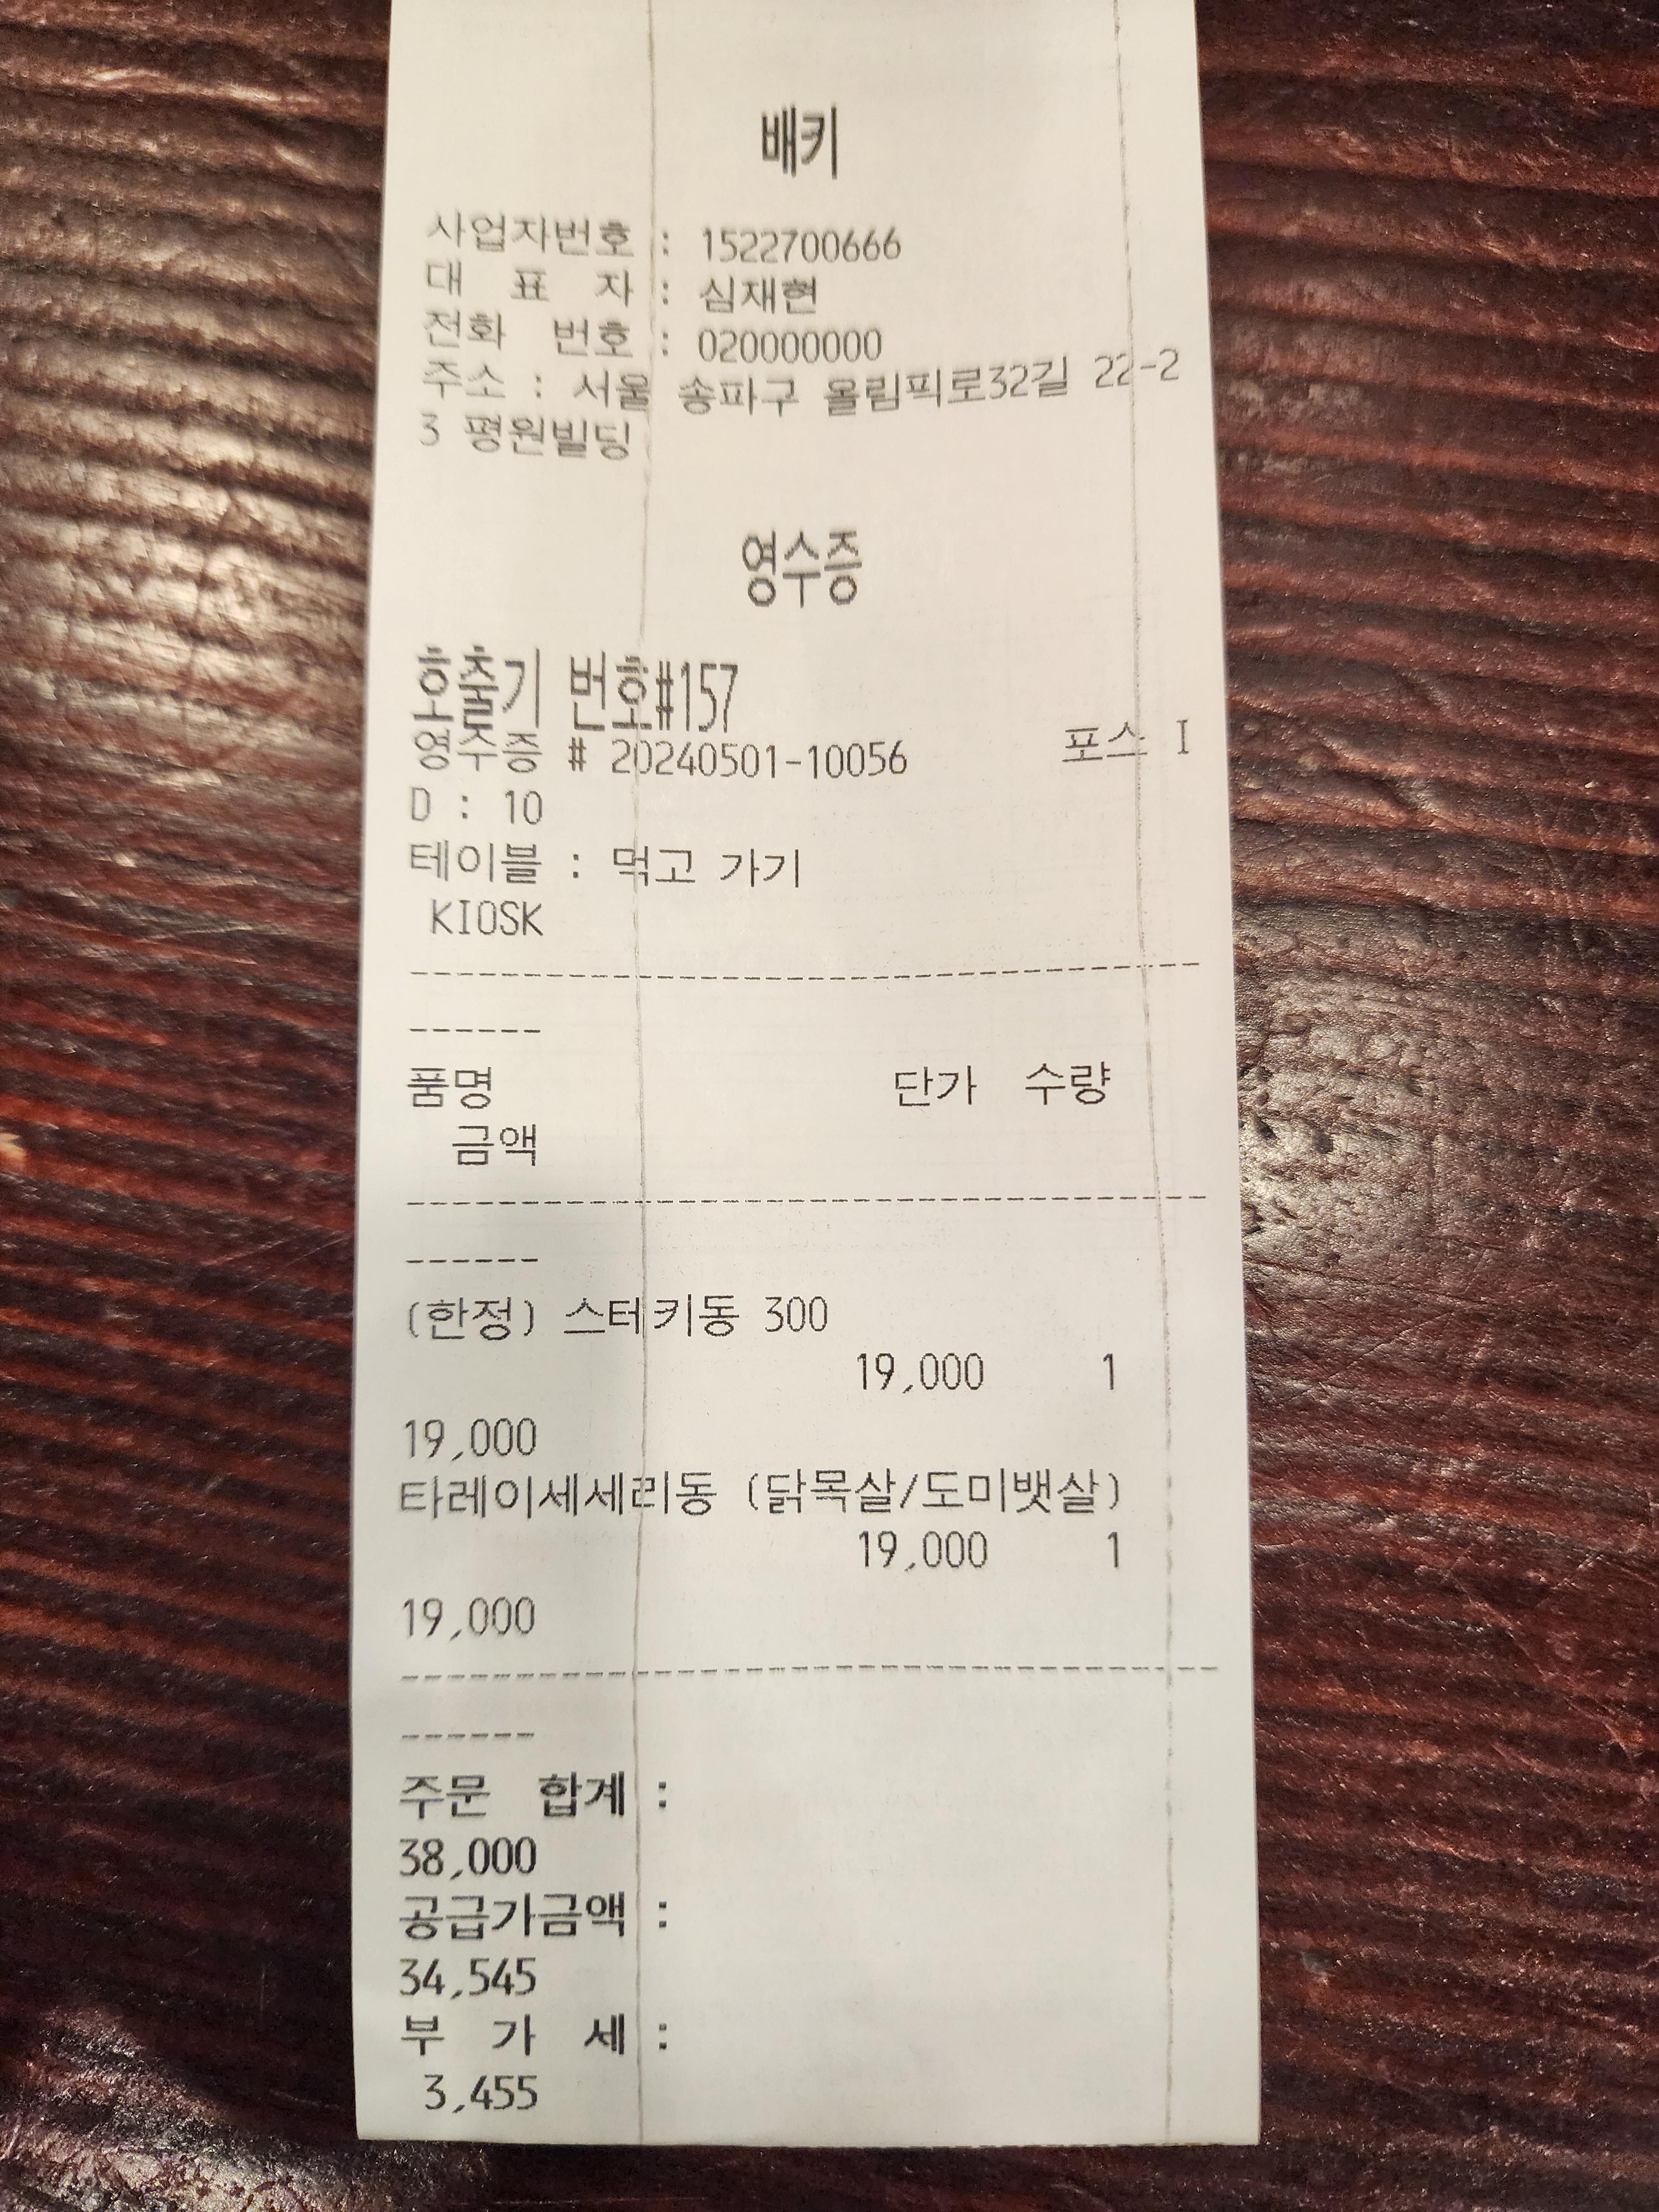 배키
사업자번호 : 1522700666
대 표 자 : 심재현
전화 번호 : 020000000
주소 : 서울 송파구 올림픽로32길 22-2
3 평원빌딩
영수증
호출기 번호#157
영수증 # 20240501-10056 포스 I
D : 10
테이블 : 먹고 가기
KIOSK
------------------------------------------
------
품명 단가 수량
금액
------------------------------------------
------
(한정) 스테키동 300
19,000 1
19,000
타레이세세리동 (닭목살/도미뱃살)
19,000 1
19,000
------------------------------------------
------
주문 합계 :
38,000
공급가금액 :
34,545
부 가 세 :
3,455